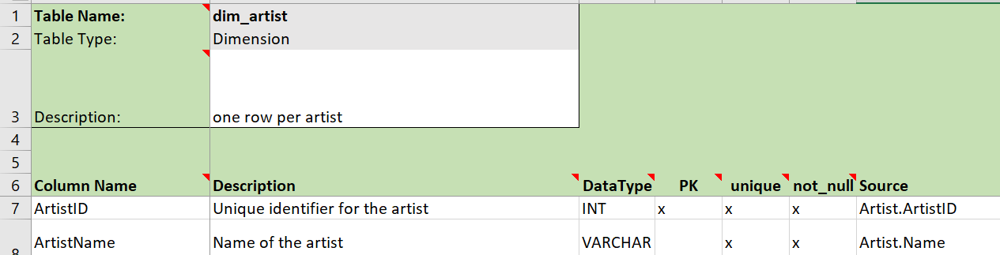 1 Table Name: dim_artist
2 Table Type: Dimension
3 Description: one row per artist
4
5
6 Column Name Description DataType PK unique not_null Source
7 ArtistID Unique identifier for the artist INT x x x Artist.ArtistID
8 ArtistName Name of the artist VARCHAR x x Artist.Name